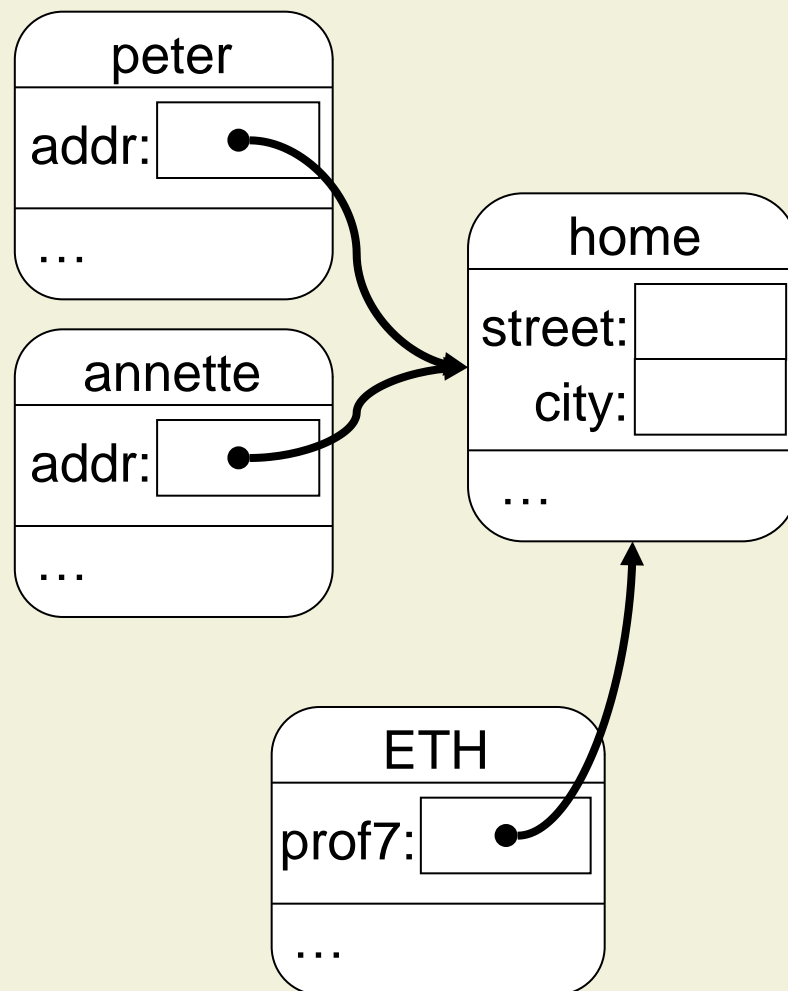 peter
addr:
…
annette
addr:
…
home
street:
city:
…
ETH
prof7:
…